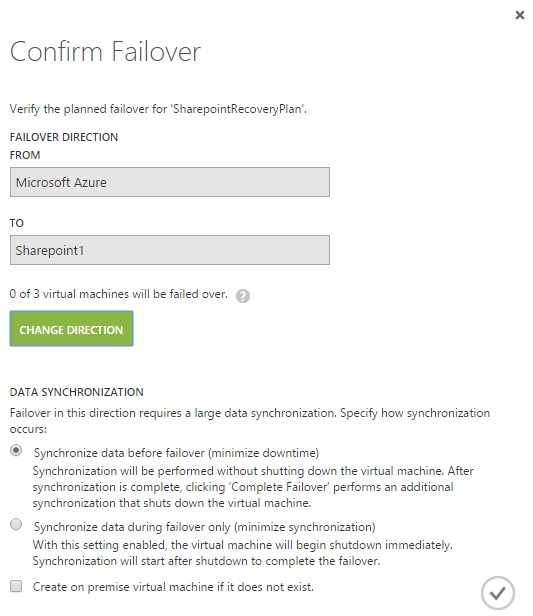 Confirm Failover
Verify the planned failover for 'SharepointRecoveryPlan'.
FAILOVER DIRECTION
FROM
Microsoft Azure
TO
Sharepoint1
0 of 3 virtual machines will be failed over. ?
CHANGE DIRECTION
DATA SYNCHRONIZATION
Failover in this direction requires a large data synchronization. Specify how synchronization
occurs:
Synchronize data before failover (minimize downtime)
Synchronization will be performed without shutting down the virtual machine. After
synchronization is complete, clicking 'Complete Failover' performs an additional
synchronization that shuts down the virtual machine.
Synchronize data during failover only (minimize synchronization)
With this setting enabled, the virtual machine will begin shutdown immediately.
Synchronization will start after shutdown to complete the failover.
Create on premise virtual machine if it does not exist.